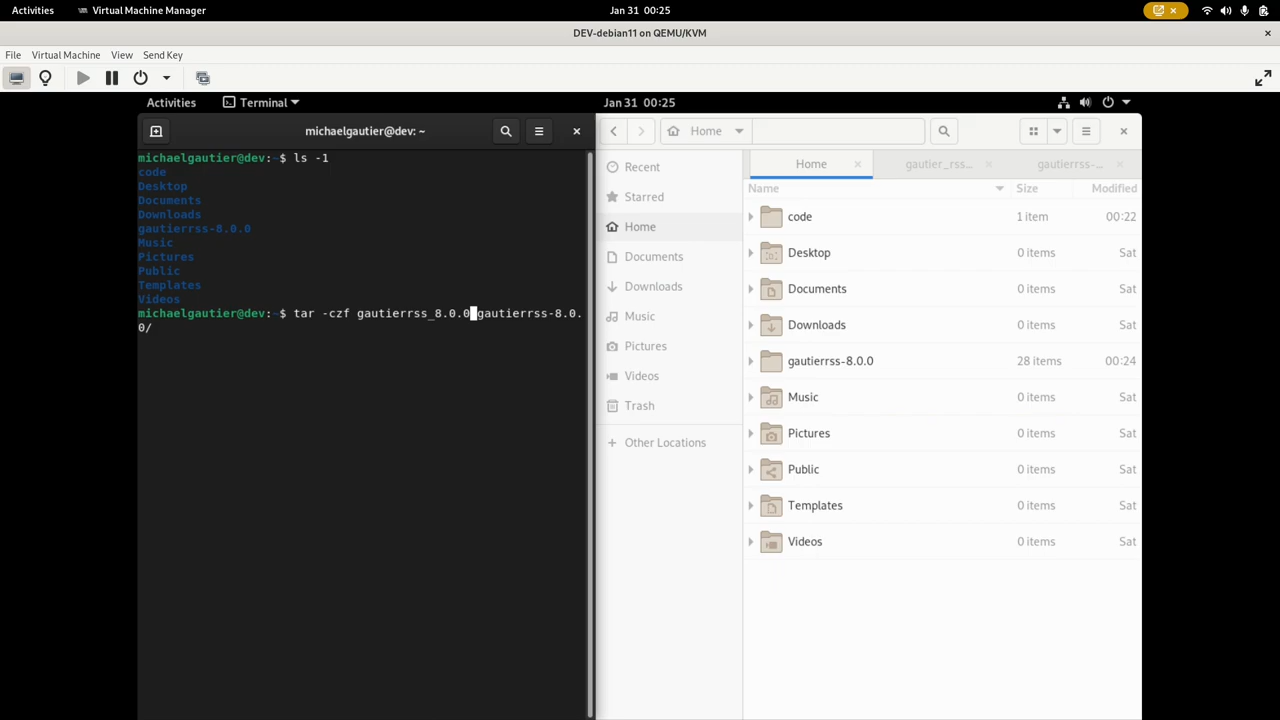 Activities Virtual Machine Manager Jan 31 00:25
DEV-debian11 on QEMU/KVM
File Virtual Machine View Send Key
Activities Terminal Jan 31 00:25
michaelgautier@dev: ~
michaelgautier@dev:~$ ls -1
code
Desktop
Documents
Downloads
gautierrss-8.0.0
Music
Pictures
Public
Templates
Videos
michaelgautier@dev:~$ tar -czf gautierrss_8.0.0 gautierrss-8.0.
0/
Home
Recent
Starred
Home
Documents
Downloads
Music
Pictures
Videos
Trash
+ Other Locations
Home gautier_rss... gautierrss-...
Name Size Modified
code 1 item 00:22
Desktop 0 items Sat
Documents 0 items Sat
Downloads 0 items Sat
gautierrss-8.0.0 28 items 00:24
Music 0 items Sat
Pictures 0 items Sat
Public 0 items Sat
Templates 0 items Sat
Videos 0 items Sat